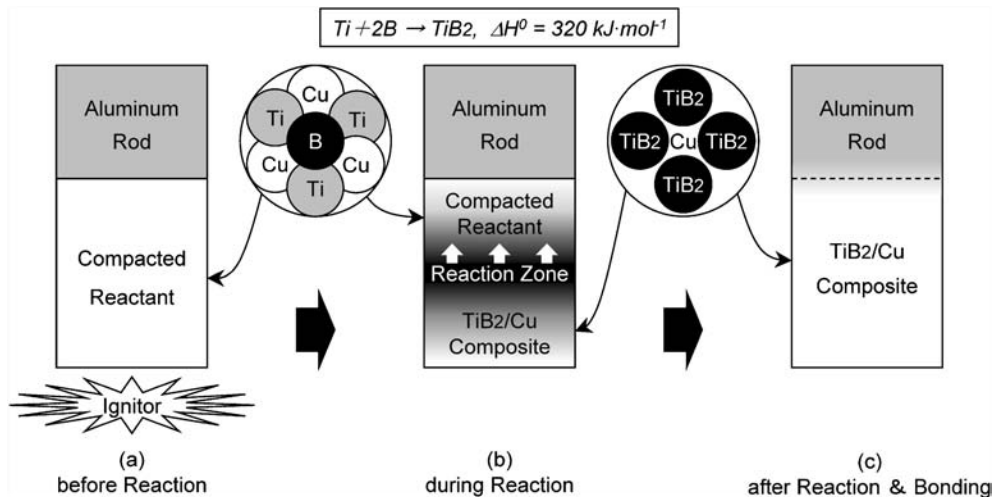 Ti+2B → TiB2, ΔH⁰ = 320 kJ·mol⁻¹
Aluminum
Rod
Compacted
Reactant
Ignitor
(a)
before Reaction
Cu
Ti
Ti
B
Cu
Cu
Ti
Aluminum
Rod
Compacted
Reactant
Reaction Zone
TiB2/Cu
Composite
(b)
during Reaction
TiB2
TiB2
Cu
TiB2
TiB2
Aluminum
Rod
TiB2/Cu
Composite
(c)
after Reaction & Bonding